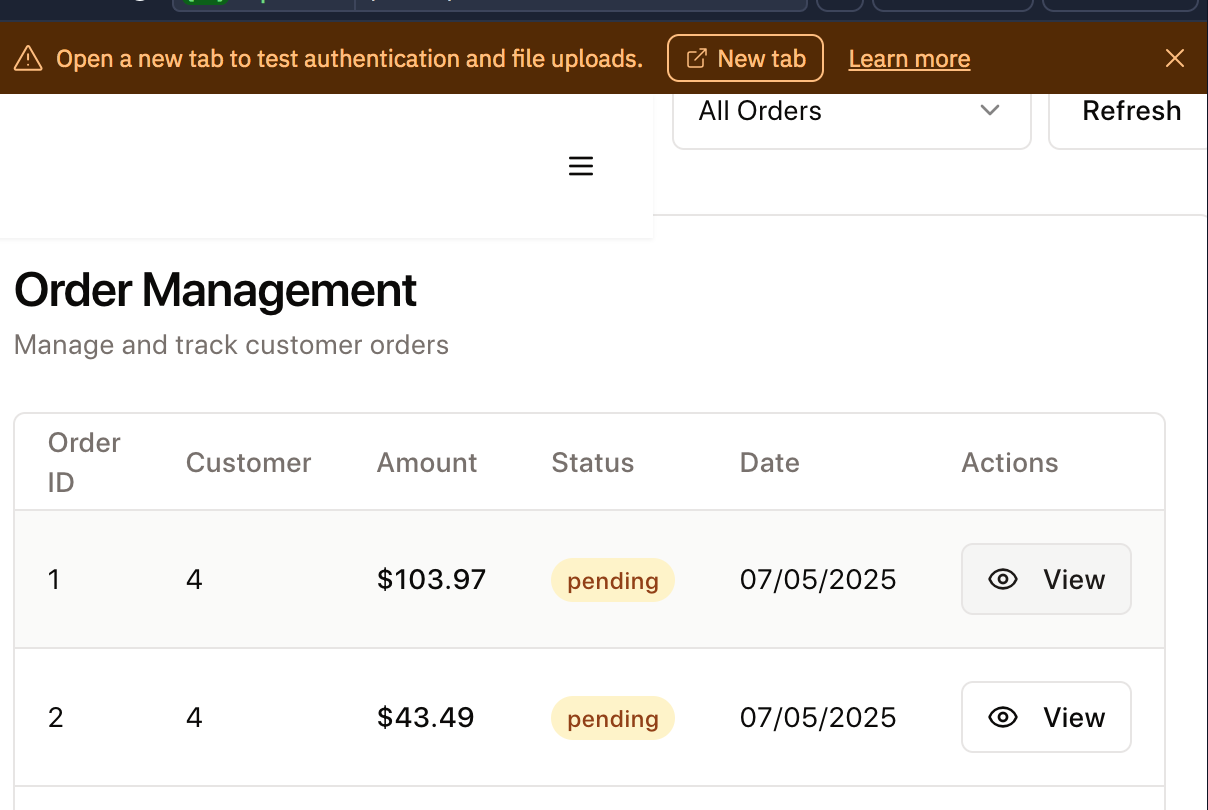 Open a new tab to test authentication and file uploads. New tab Learn more
All Orders Refresh
Order Management
Manage and track customer orders
Order ID Customer Amount Status Date Actions
1 4 $103.97 pending 07/05/2025 View
2 4 $43.49 pending 07/05/2025 View